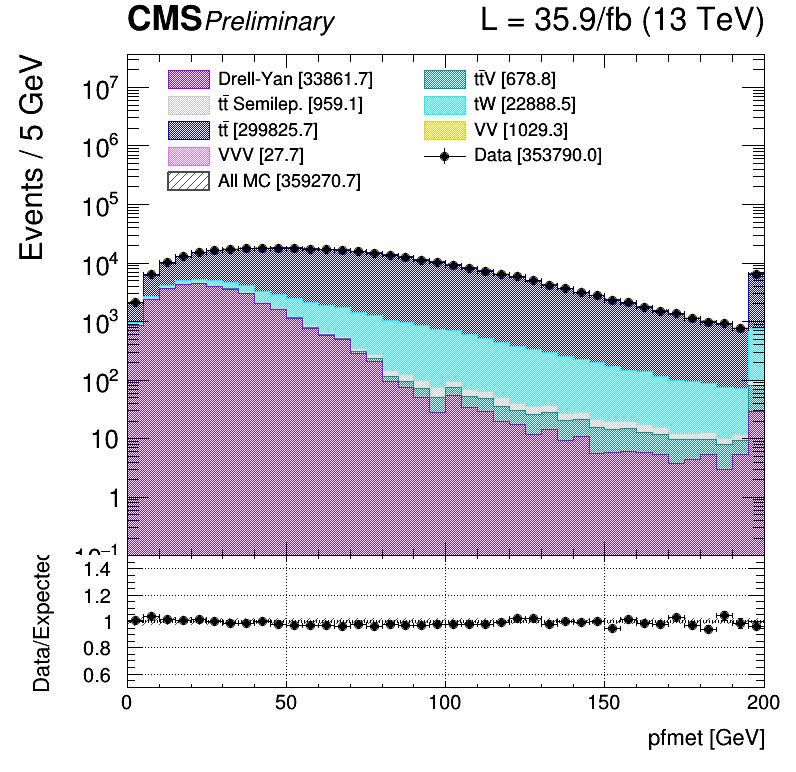 CMS Preliminary L = 35.9/fb (13 TeV)
Events / 5 GeV
Drell-Yan [33861.7]
tt̄ Semilep. [959.1]
tt̄ [299825.7]
VVV [27.7]
All MC [359270.7]
tt̄V [678.8]
tW [22888.5]
VV [1029.3]
Data [353790.0]
10⁷
10⁶
10⁵
10⁴
10³
10²
10
1
10⁻¹
Data/Expected
1.4
1.2
1
0.8
0.6
0 50 100 150 200
pfmet [GeV]